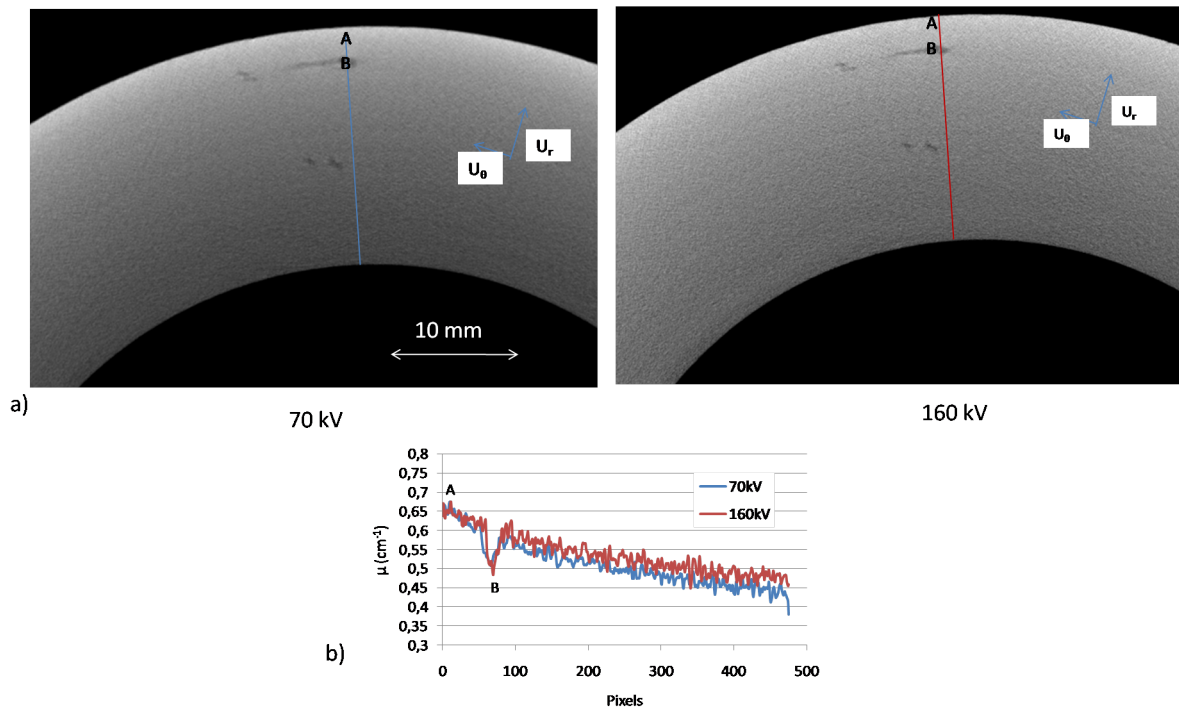 A
B
U𝛉
Uᵣ
10 mm
70 kV
A
B
U𝛉
Uᵣ
160 kV
a)
0,8
0,75
0,7
0,65
0,6
0,55
0,5
0,45
0,4
0,35
0,3
μ (cm⁻¹)
A
B
70kV
160kV
0
100
200
300
400
500
Pixels
b)